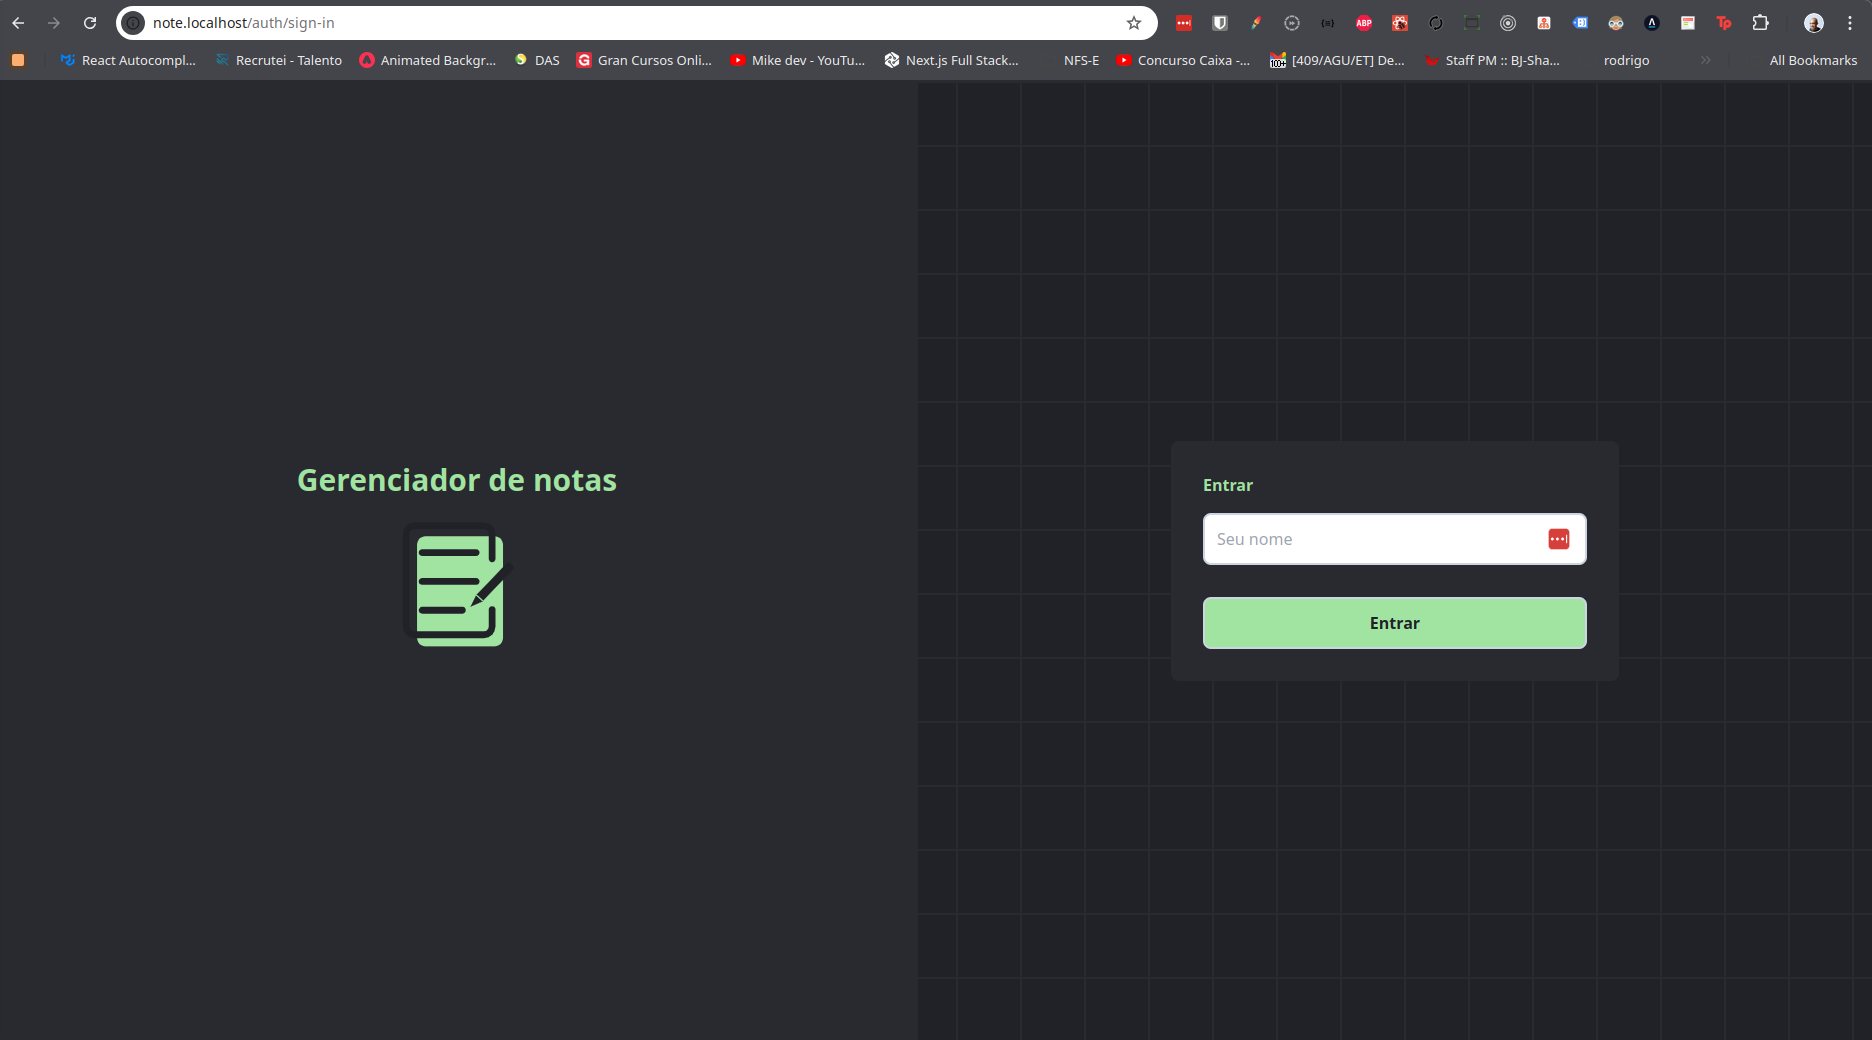 note.localhost/auth/sign-in
ABP
Tp
React Autocompl... Recrutei - Talento Animated Backgr... DAS Gran Cursos Onli... Mike dev - YouTu... Next.js Full Stack... NFS-E Concurso Caixa -... 100+ [409/AGU/ET] De... Staff PM :: BJ-Sha... rodrigo » All Bookmarks
Gerenciador de notas
Entrar
Seu nome
Entrar